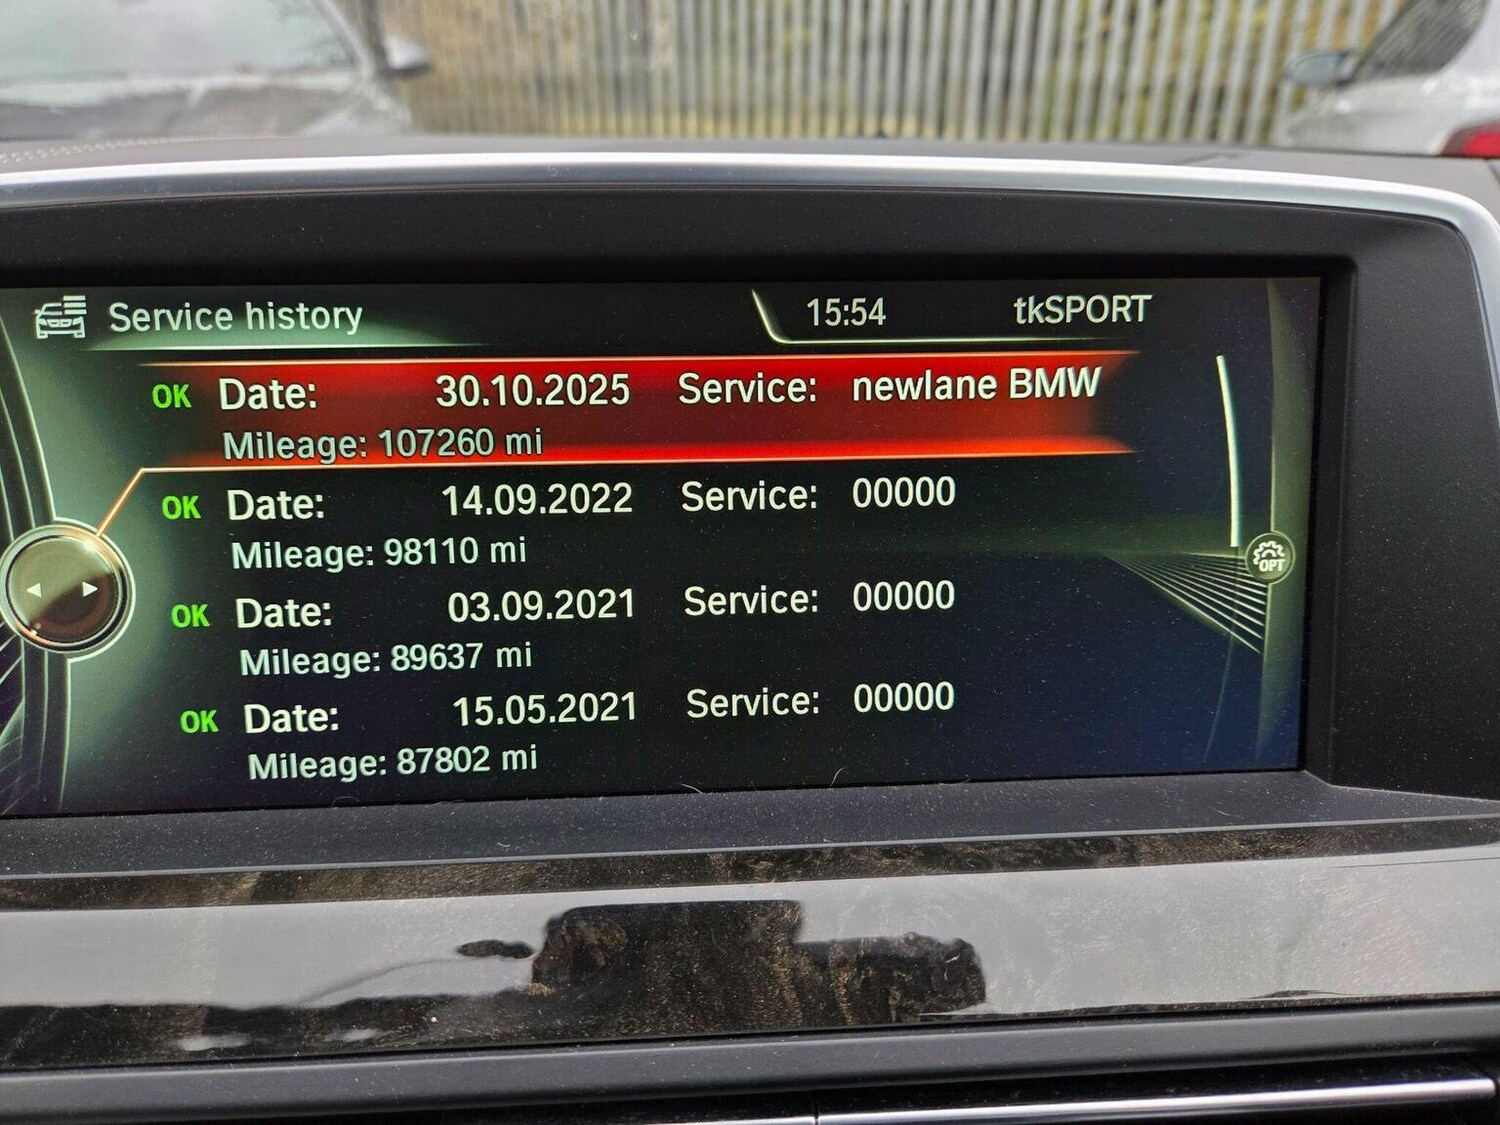 Service history 15:54 tkSPORT
OK Date: 30.10.2025 Service: newlane BMW
Mileage: 107260 mi
OK Date: 14.09.2022 Service: 00000
Mileage: 98110 mi
OK Date: 03.09.2021 Service: 00000
Mileage: 89637 mi
OK Date: 15.05.2021 Service: 00000
Mileage: 87802 mi
OPT